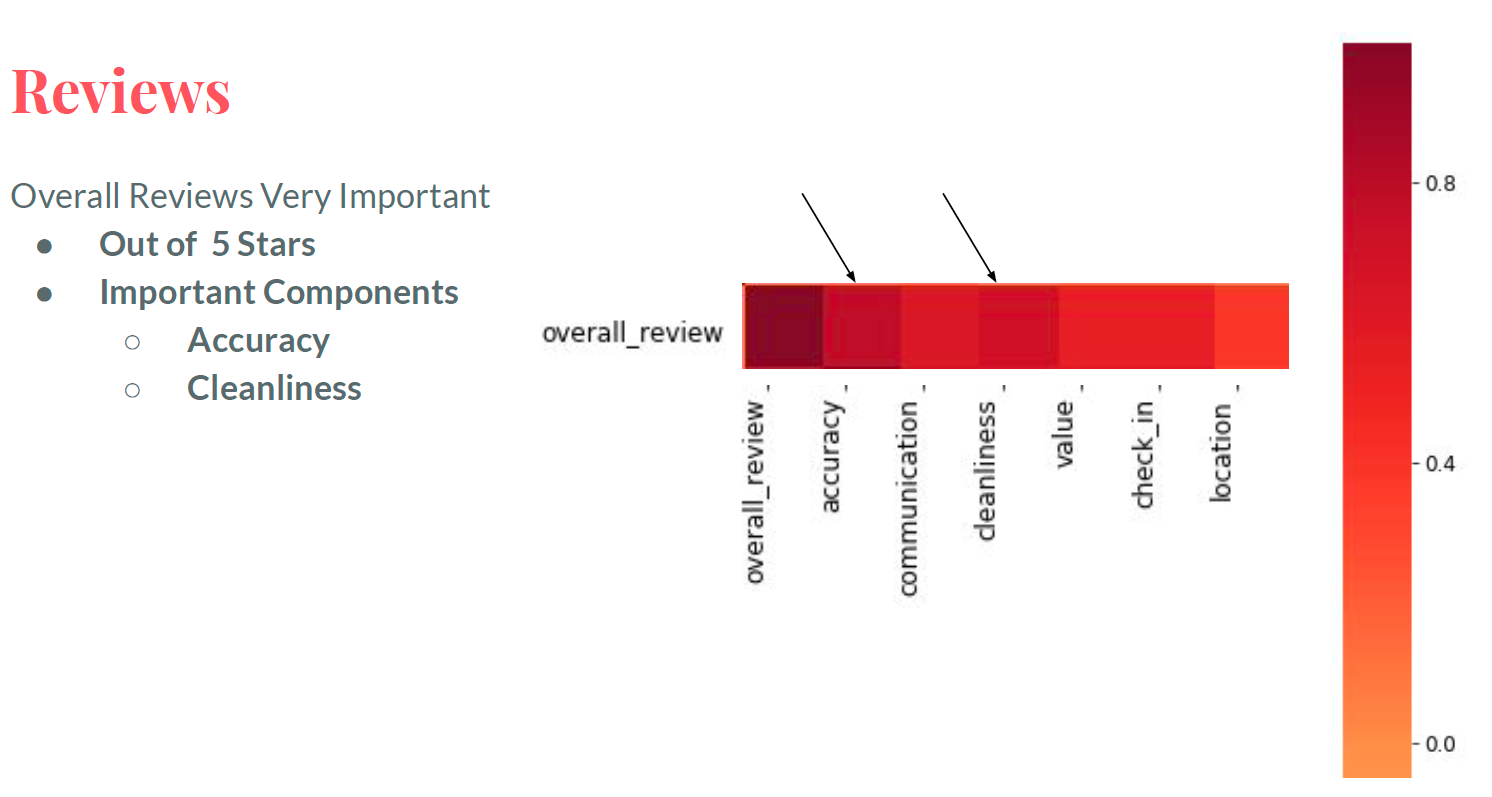 Reviews
Overall Reviews Very Important
● Out of 5 Stars
● Important Components
○ Accuracy
○ Cleanliness
overall_review
overall_review
accuracy
communication
cleanliness
value
check_in
location
0.8
0.4
0.0